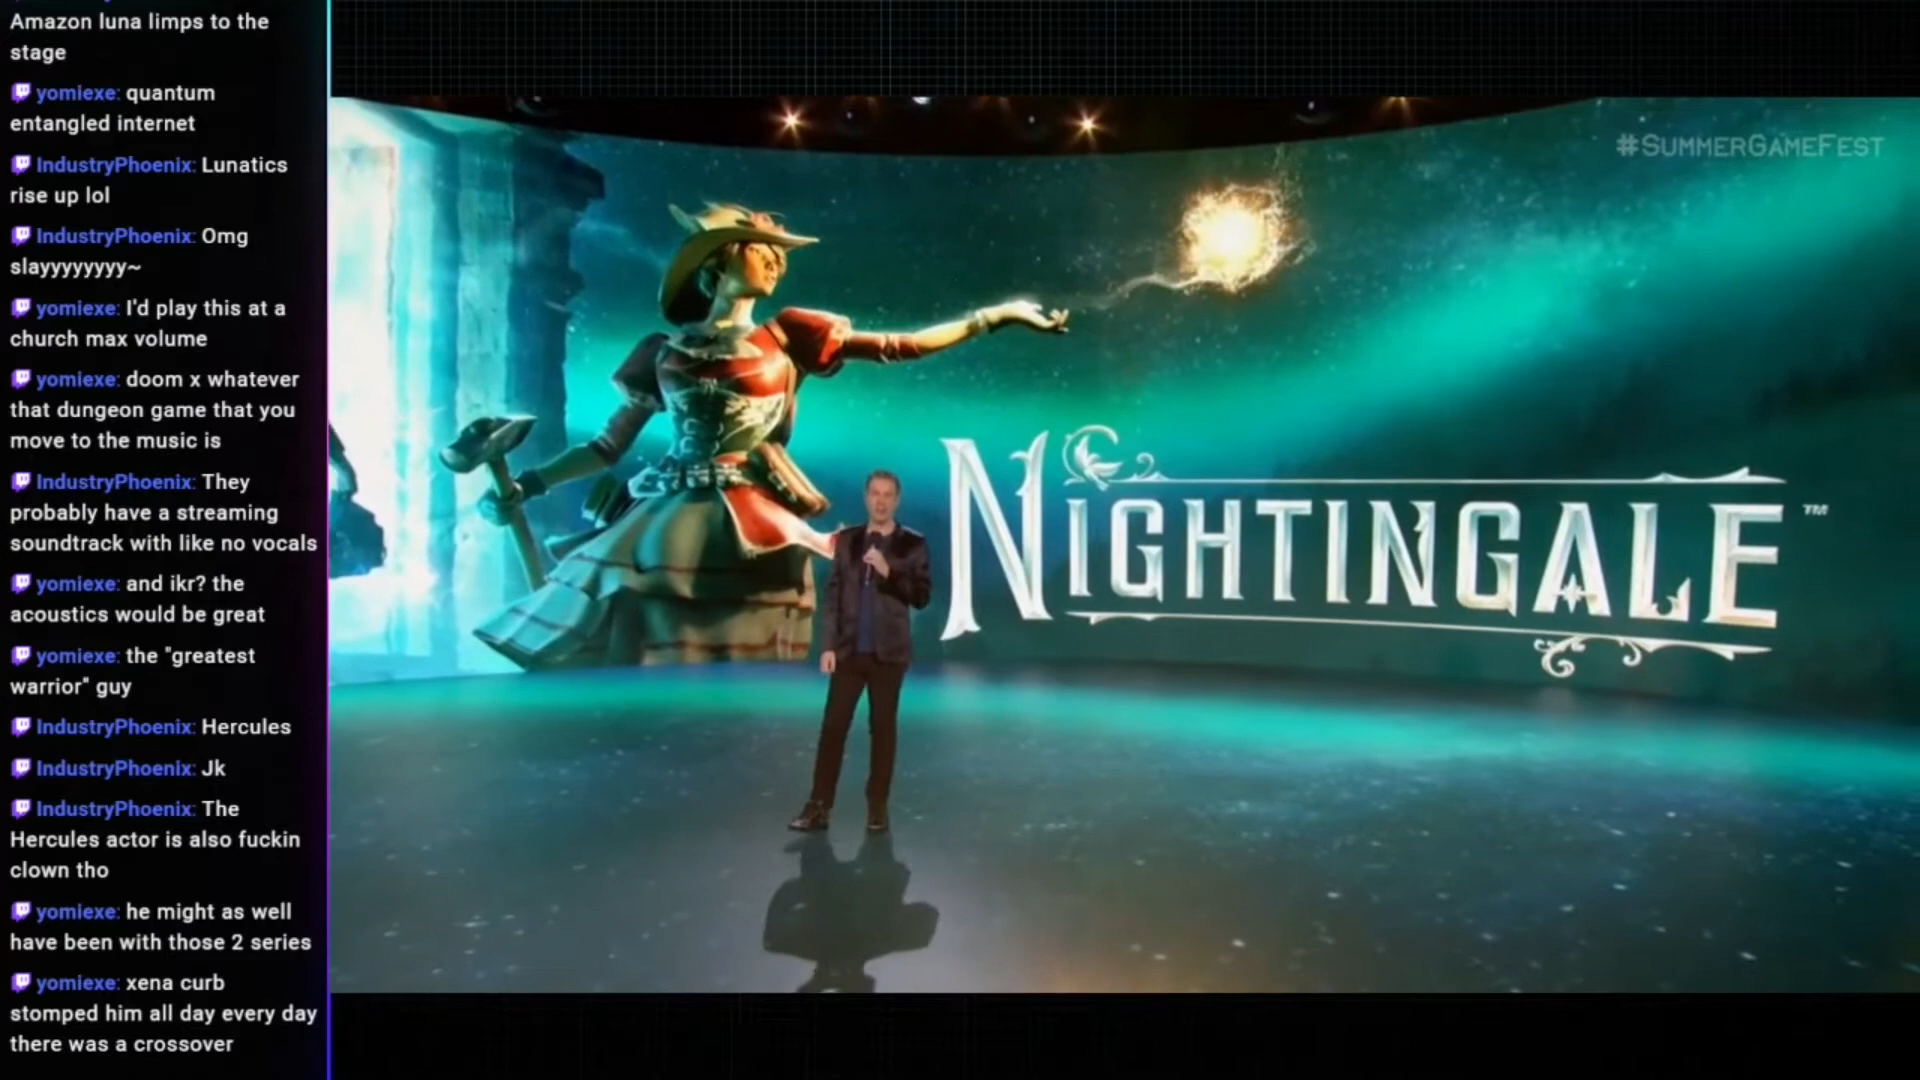 Amazon luna limps to the
stage
yomiexe: quantum
entangled internet
IndustryPhoenix: Lunatics
rise up lol
IndustryPhoenix: Omg
slayyyyyyyy~
yomiexe: I'd play this at a
church max volume
yomiexe: doom x whatever
that dungeon game that you
move to the music is
IndustryPhoenix: They
probably have a streaming
soundtrack with like no vocals
yomiexe: and ikr? the
acoustics would be great
yomiexe: the "greatest
warrior" guy
IndustryPhoenix: Hercules
IndustryPhoenix: Jk
IndustryPhoenix: The
Hercules actor is also fuckin
clown tho
yomiexe: he might as well
have been with those 2 series
yomiexe: xena curb
stomped him all day every day
there was a crossover
#SUMMERGAMEFEST
NIGHTINGALE™